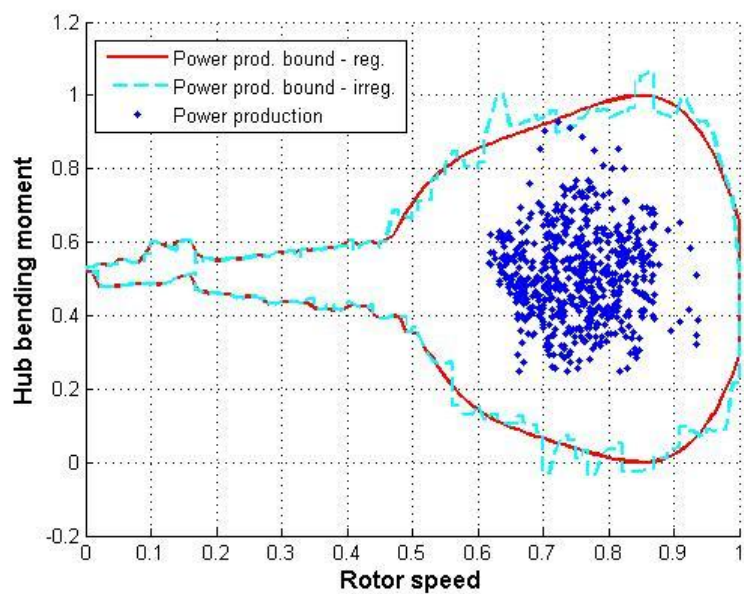 1.2
1
0.8
0.6
0.4
0.2
0
-0.2
Hub bending moment
Power prod. bound - reg.
Power prod. bound - irreg.
Power production
0 0.1 0.2 0.3 0.4 0.5 0.6 0.7 0.8 0.9 1
Rotor speed